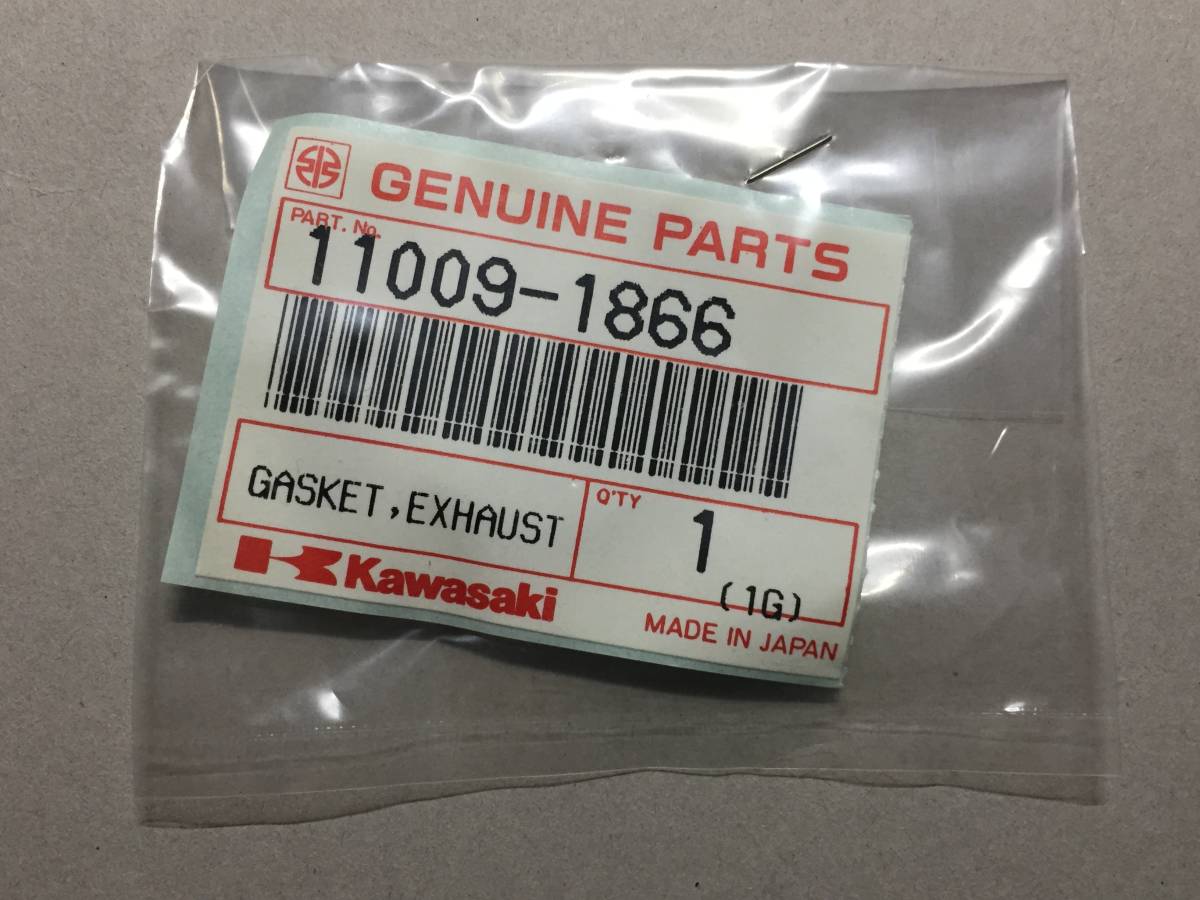 GENUINE PARTS
PART. No.
11009-1866
GASKET,EXHAUST
Q'TY
1
(1G)
Kawasaki
MADE IN JAPAN